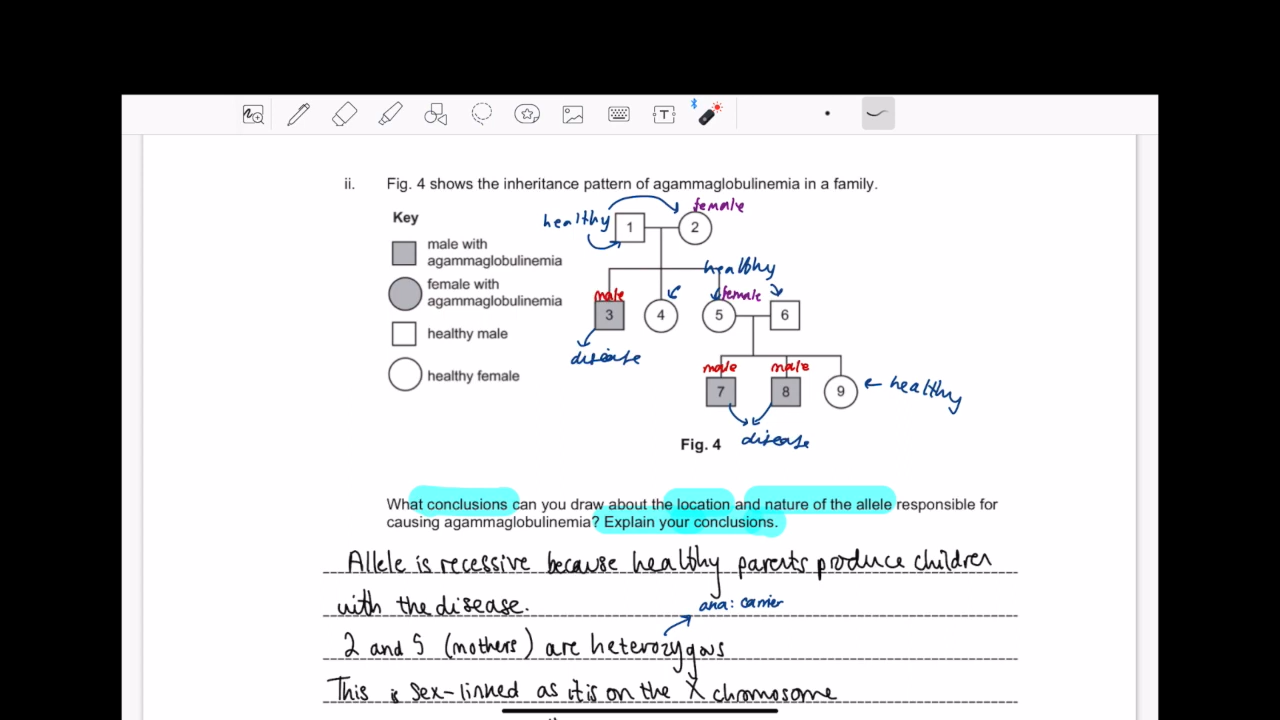 ii. Fig. 4 shows the inheritance pattern of agammaglobulinemia in a family.
Key
male with
agammaglobulinemia
female with
agammaglobulinemia
healthy male
healthy female
healthy
female
1
2
healthy
male
female
3
4
5
6
disease
male
male
7
8
9
healthy
disease
Fig. 4
What conclusions can you draw about the location and nature of the allele responsible for
causing agammaglobulinemia? Explain your conclusions.
Allele is recessive because healthy parents produce children
with the disease.
aka: carrier
2 and 5 (mothers) are heterozygous
This is sex-linked as it is on the X chromosome